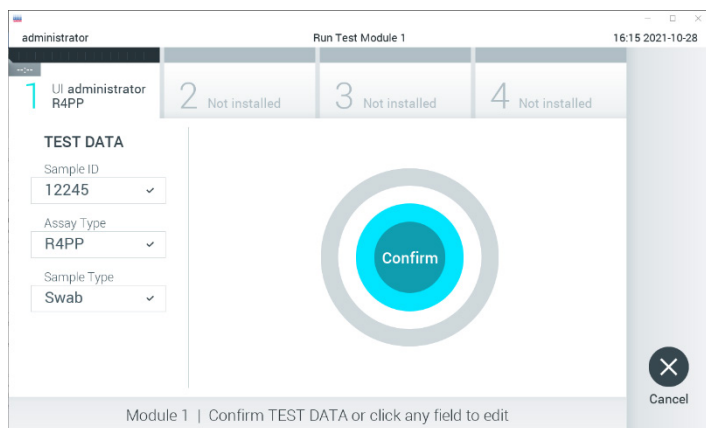 administrator
Run Test Module 1
16:15 2021-10-28
--:--
1
UI administrator
R4PP
2 Not installed
3 Not installed
4 Not installed
TEST DATA
Sample ID
12245
Assay Type
R4PP
Sample Type
Swab
Confirm
Cancel
Module 1 | Confirm TEST DATA or click any field to edit